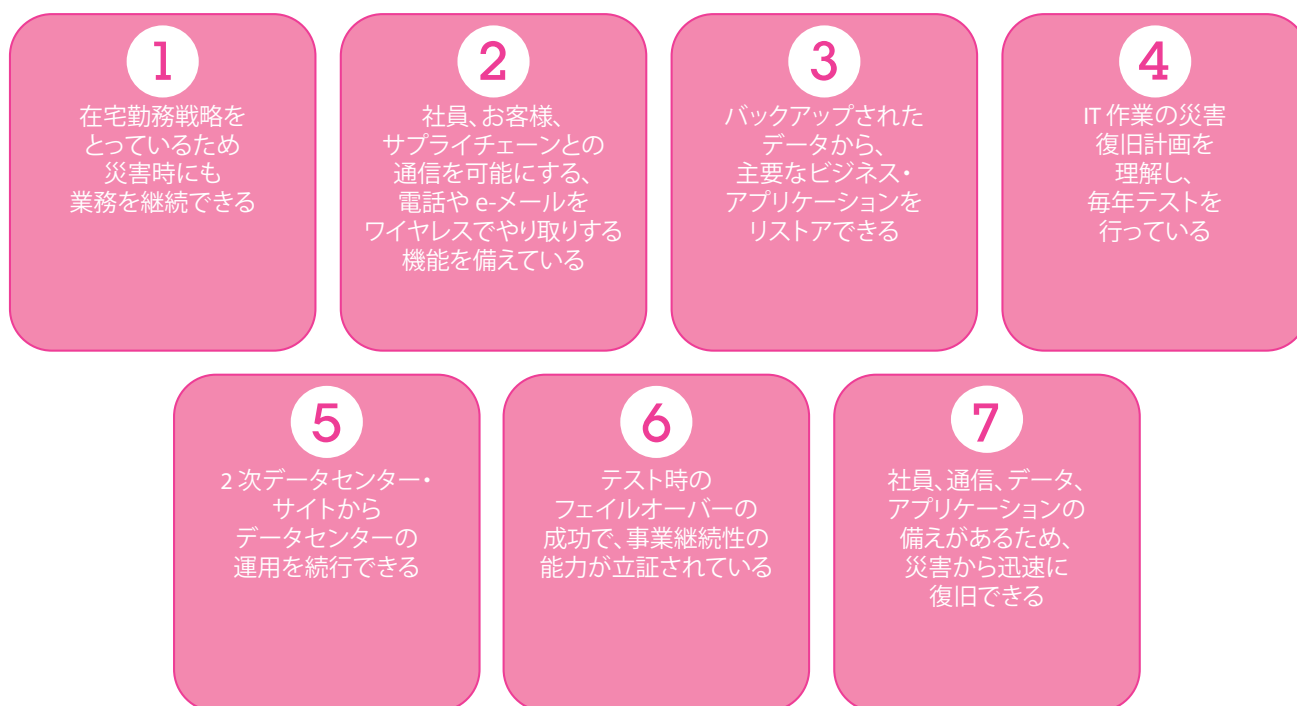 1
在宅勤務戦略を
とっているため
災害時にも
業務を継続できる
2
社員、お客様、
サプライチェーンとの
通信を可能にする、
電話や e-メールを
ワイヤレスでやり取りする
機能を備えている
3
バックアップされた
データから、
主要なビジネス・
アプリケーションを
リストアできる
4
IT 作業の災害
復旧計画を
理解し、
毎年テストを
行っている
5
2 次データセンター・
サイトから
データセンターの
運用を続行できる
6
テスト時の
フェイルオーバーの
成功で、事業継続性の
能力が立証されている
7
社員、通信、データ、
アプリケーションの
備えがあるため、
災害から迅速に
復旧できる